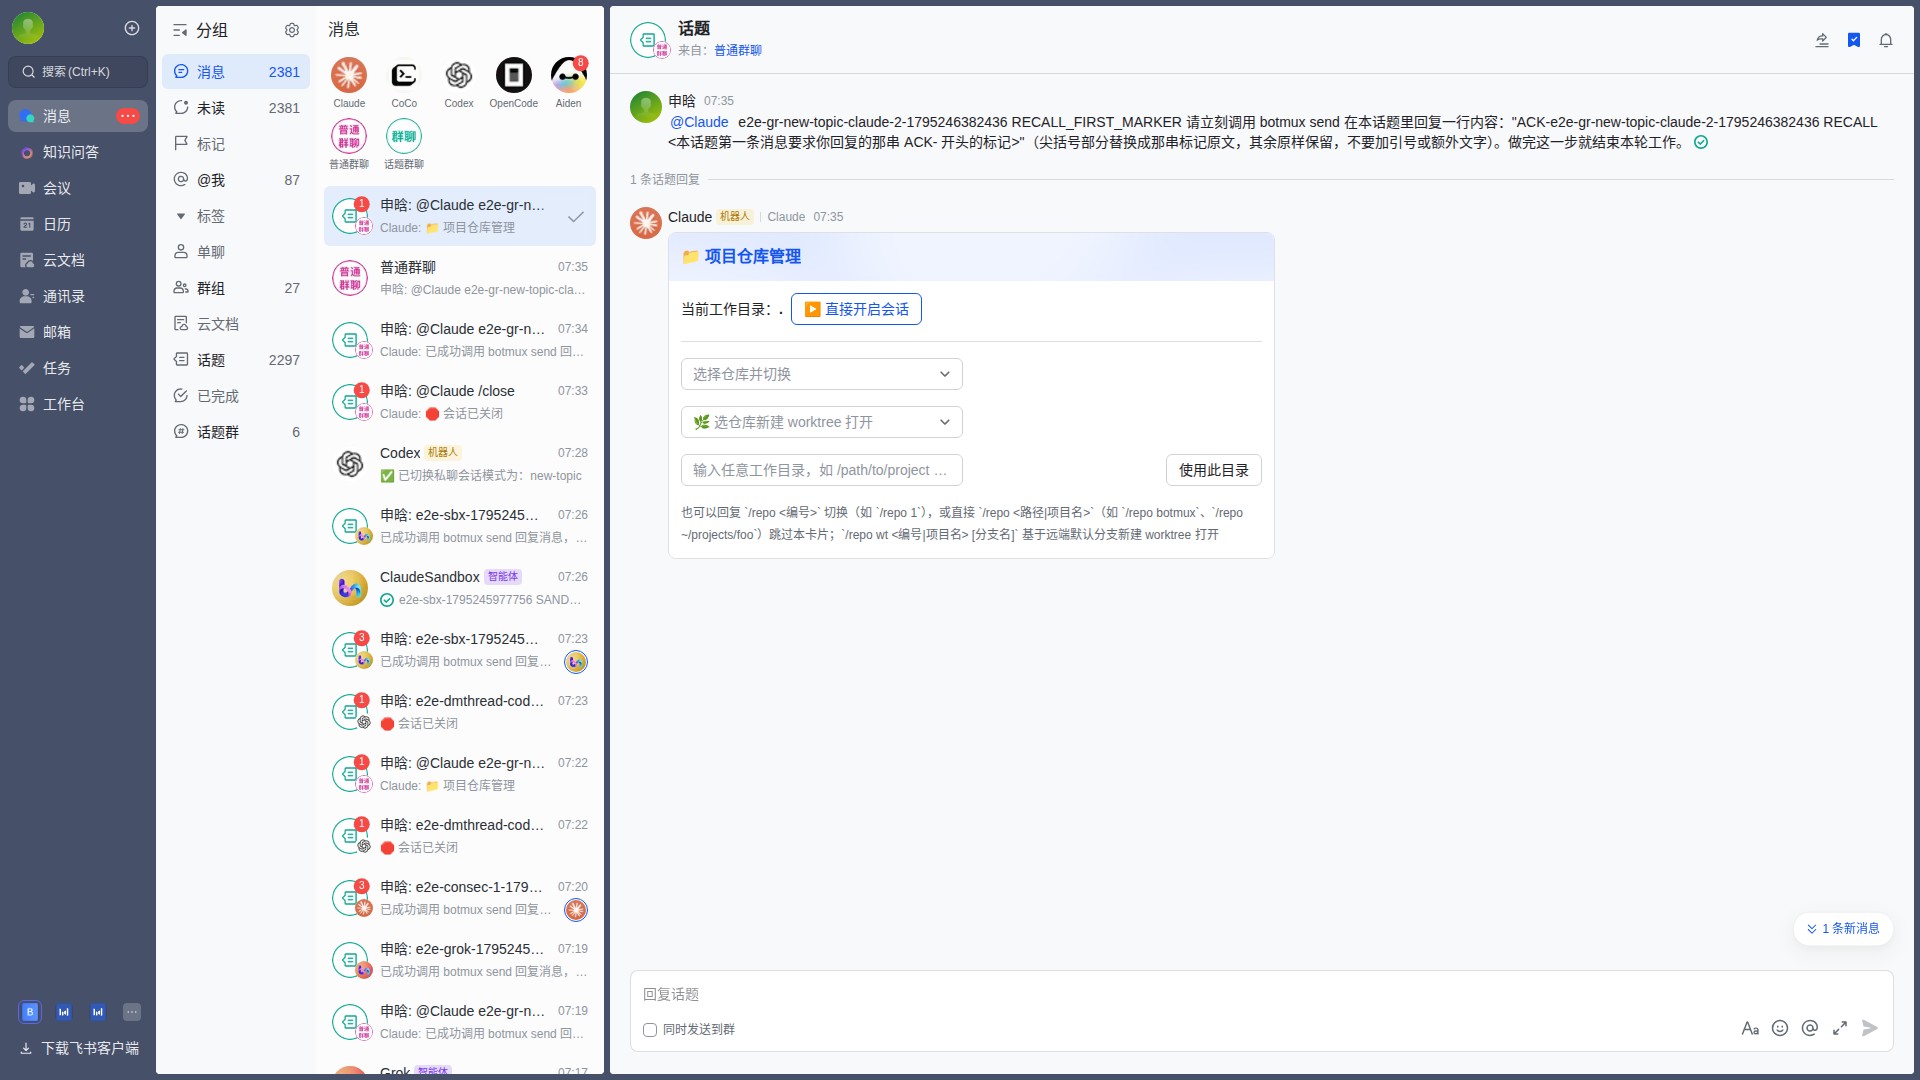 搜索 (Ctrl+K)
消息
知识问答
会议
日历
云文档
通讯录
邮箱
任务
工作台
下载飞书客户端
分组
消息 2381
未读 2381
标记
@我 87
标签
单聊
群组 27
云文档
话题 2297
已完成
话题群 6
消息
8
Claude CoCo Codex OpenCode Aiden
普通群聊 群聊
普通群聊 话题群聊
1 申晗: @Claude e2e-gr-n…
Claude: 📁 项目仓库管理
普通群聊 普通群聊 07:35
申晗: @Claude e2e-gr-new-topic-cla…
申晗: @Claude e2e-gr-n… 07:34
Claude: 已成功调用 botmux send 回…
1 申晗: @Claude /close 07:33
Claude: 🛑 会话已关闭
Codex 机器人 07:28
✅ 已切换私聊会话模式为：new-topic
申晗: e2e-sbx-1795245… 07:26
已成功调用 botmux send 回复消息，…
ClaudeSandbox 智能体 07:26
e2e-sbx-1795245977756 SAND…
3 申晗: e2e-sbx-1795245… 07:23
已成功调用 botmux send 回复…
1 申晗: e2e-dmthread-cod… 07:23
🛑 会话已关闭
1 申晗: @Claude e2e-gr-n… 07:22
Claude: 📁 项目仓库管理
1 申晗: e2e-dmthread-cod… 07:22
🛑 会话已关闭
3 申晗: e2e-consec-1-179… 07:20
已成功调用 botmux send 回复…
申晗: e2e-grok-1795245… 07:19
已成功调用 botmux send 回复消息，…
申晗: @Claude e2e-gr-n… 07:19
Claude: 已成功调用 botmux send 回…
Grok 智能体 07:17
话题
来自：普通群聊
申晗 07:35
@Claude e2e-gr-new-topic-claude-2-1795246382436 RECALL_FIRST_MARKER 请立刻调用 botmux send 在本话题里回复一行内容："ACK-e2e-gr-new-topic-claude-2-1795246382436 RECALL
<本话题第一条消息要求你回复的那串 ACK- 开头的标记>"（尖括号部分替换成那串标记原文，其余原样保留，不要加引号或额外文字）。做完这一步就结束本轮工作。
1 条话题回复
Claude 机器人 Claude 07:35
📁 项目仓库管理
当前工作目录：. ▶️ 直接开启会话
选择仓库并切换
🌿 选仓库新建 worktree 打开
输入任意工作目录，如 /path/to/project … 使用此目录
也可以回复 `/repo <编号>` 切换（如 `/repo 1`），或直接 `/repo <路径|项目名>`（如 `/repo botmux`、`/repo
~/projects/foo`）跳过本卡片；`/repo wt <编号|项目名> [分支名]` 基于远端默认分支新建 worktree 打开
1 条新消息
回复话题
同时发送到群